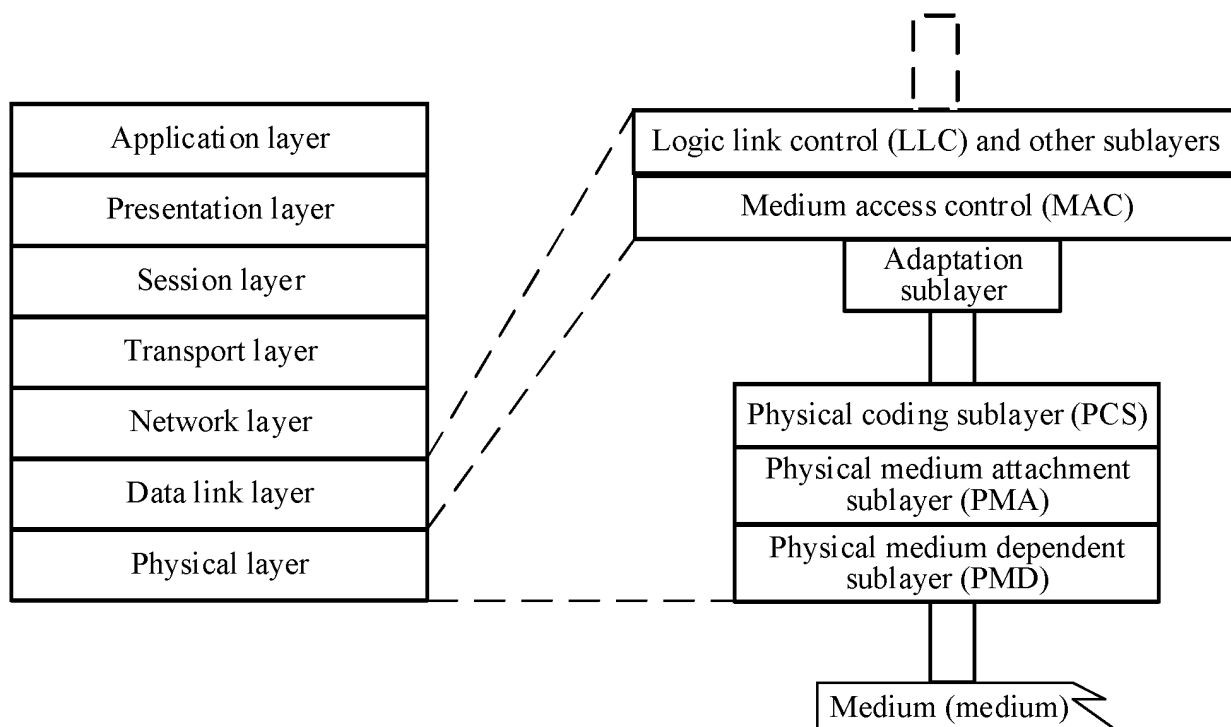 Application layer
Presentation layer
Session layer
Transport layer
Network layer
Data link layer
Physical layer
Logic link control (LLC) and other sublayers
Medium access control (MAC)
Adaptation
sublayer
Physical coding sublayer (PCS)
Physical medium attachment
sublayer (PMA)
Physical medium dependent
sublayer (PMD)
Medium (medium)